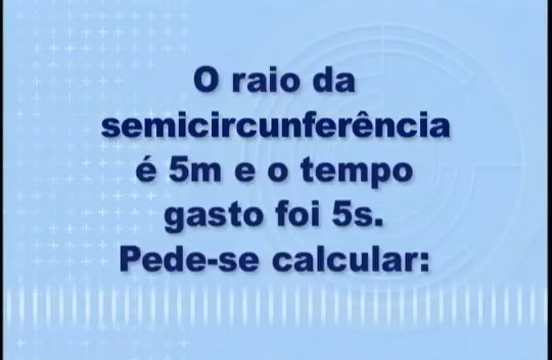 O raio da
semicircunferência
é 5m e o tempo
gasto foi 5s.
Pede-se calcular: